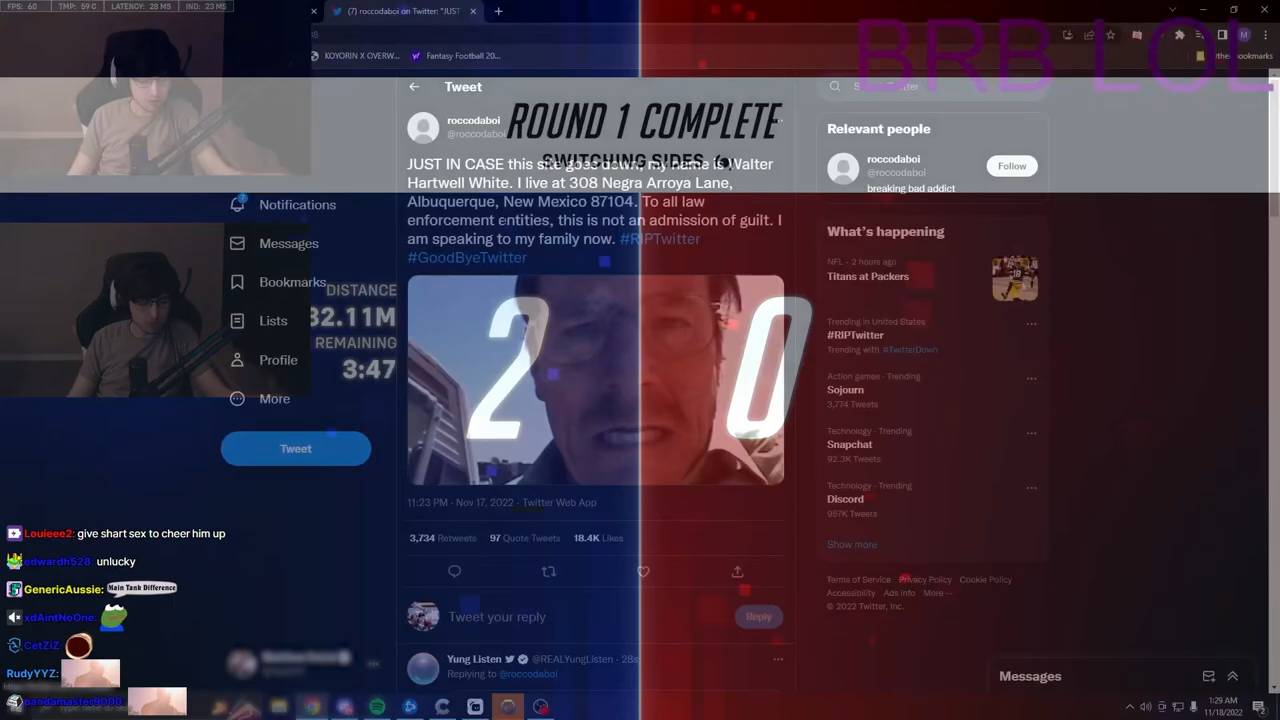 FPS: 60 TMP: 59 C LATENCY: 28 MS IND: 23 MS
(7) roccodaboi on Twitter: "JUST
KOYORIN X OVERW...
Fantasy Football 20...
Other bookmarks
BRB LOL
Tweet
roccodaboi
@roccodaboi
ROUND 1 COMPLETE
SWITCHING SIDES
JUST IN CASE this site goes down, my name is Walter
Hartwell White. I live at 308 Negra Arroya Lane,
Albuquerque, New Mexico 87104. To all law
enforcement entities, this is not an admission of guilt. I
am speaking to my family now. #RIPTwitter
#GoodByeTwitter
2 0
11:23 PM · Nov 17, 2022 · Twitter Web App
3,734 Retweets 97 Quote Tweets 18.4K Likes
Tweet your reply
Reply
Yung Listen @REALYungListen · 28s
Replying to @roccodaboi
Notifications
Messages
Bookmarks
Lists
Profile
More
Tweet
DISTANCE
32.11M
REMAINING
3:47
Relevant people
roccodaboi
@roccodaboi
Follow
breaking bad addict
What's happening
NFL · 2 hours ago
Titans at Packers
Trending in United States
#RIPTwitter
Trending with #TwitterDown
Action games · Trending
Sojourn
3,774 Tweets
Technology · Trending
Snapchat
92.3K Tweets
Technology · Trending
Discord
957K Tweets
Show more
Terms of Service Privacy Policy Cookie Policy
Accessibility Ads info More ...
© 2022 Twitter, Inc.
Messages
Louieee2: give shart sex to cheer him up
edwardh528: unlucky
GenericAussie: Main Tank Difference
xdAintNoOne:
CetZiZ:
RudyYYZ:
pandamaster9000:
1:29 AM
11/18/2022